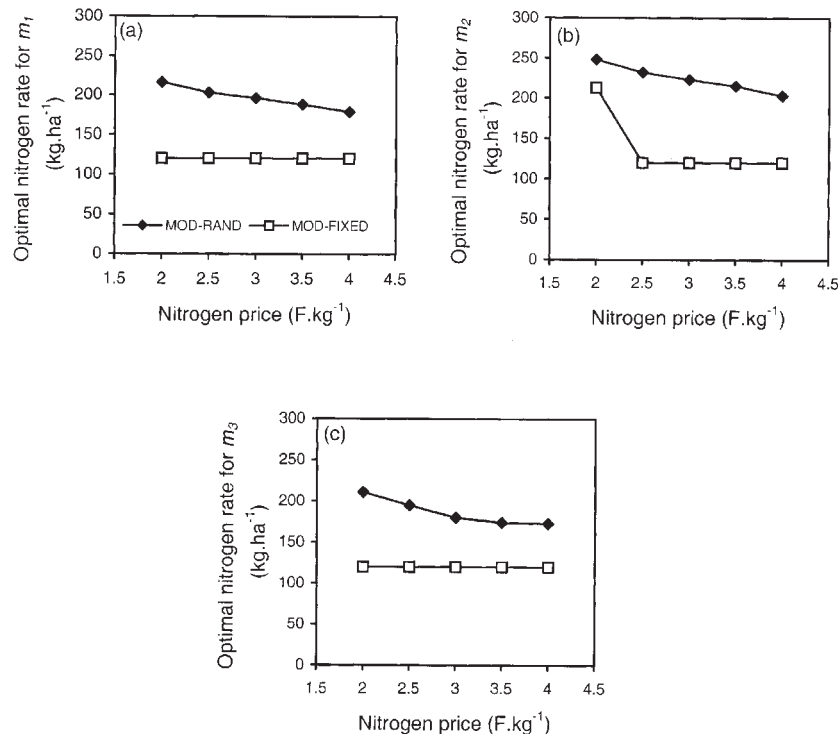 Optimal nitrogen rate for m₁
(kg.ha⁻¹)
(a)
300
250
200
150
100
50
0
MOD-RAND
MOD-FIXED
1.5 2 2.5 3 3.5 4 4.5
Nitrogen price (F.kg⁻¹)
Optimal nitrogen rate for m₂
(kg.ha⁻¹)
(b)
300
250
200
150
100
50
0
1.5 2 2.5 3 3.5 4 4.5
Nitrogen price (F.kg⁻¹)
Optimal nitrogen rate for m₃
(kg.ha⁻¹)
(c)
300
250
200
150
100
50
0
1.5 2 2.5 3 3.5 4 4.5
Nitrogen price (F.kg⁻¹)